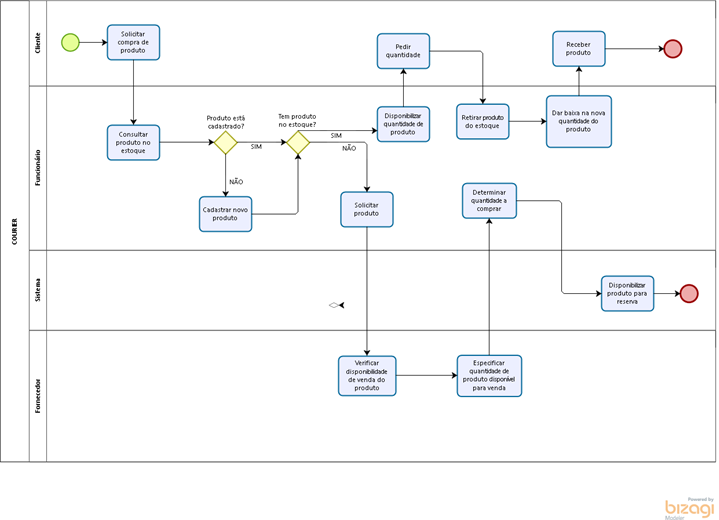 COURIER
Cliente
Solicitar
compra de
produto
Pedir
quantidade
Receber
produto
Funcionário
Consultar
produto no
estoque
Produto está
cadastrado?
SIM
NÃO
Cadastrar novo
produto
Tem produto
no estoque?
SIM
NÃO
Disponibilizar
quantidade de
produto
Retirar produto
do estoque
Dar baixa na nova
quantidade do
produto
Solicitar
produto
Determinar
quantidade a
comprar
Sistema
Disponibilizar
produto para
reserva
Fornecedor
Verificar
disponibilidade
de venda do
produto
Especificar
quantidade de
produto disponível
para venda
Powered by
bizagi
Modeler